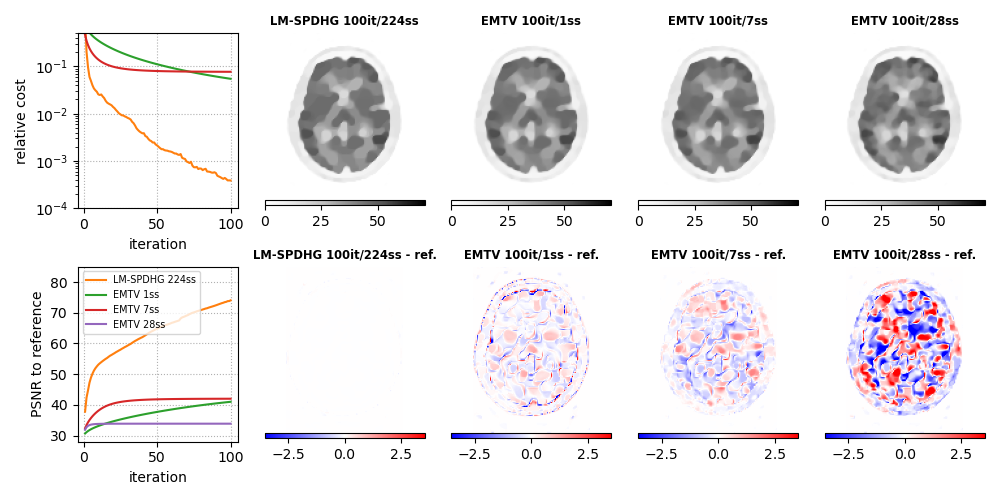 LM-SPDHG 100it/224ss
EMTV 100it/1ss
EMTV 100it/7ss
EMTV 100it/28ss
relative cost
10⁻¹
10⁻²
10⁻³
10⁻⁴
0 50 100
iteration
0 25 50
0 25 50
0 25 50
0 25 50
LM-SPDHG 100it/224ss - ref.
EMTV 100it/1ss - ref.
EMTV 100it/7ss - ref.
EMTV 100it/28ss - ref.
PSNR to reference
80
70
60
50
40
30
LM-SPDHG 224ss
EMTV 1ss
EMTV 7ss
EMTV 28ss
0 50 100
iteration
−2.5 0.0 2.5
−2.5 0.0 2.5
−2.5 0.0 2.5
−2.5 0.0 2.5